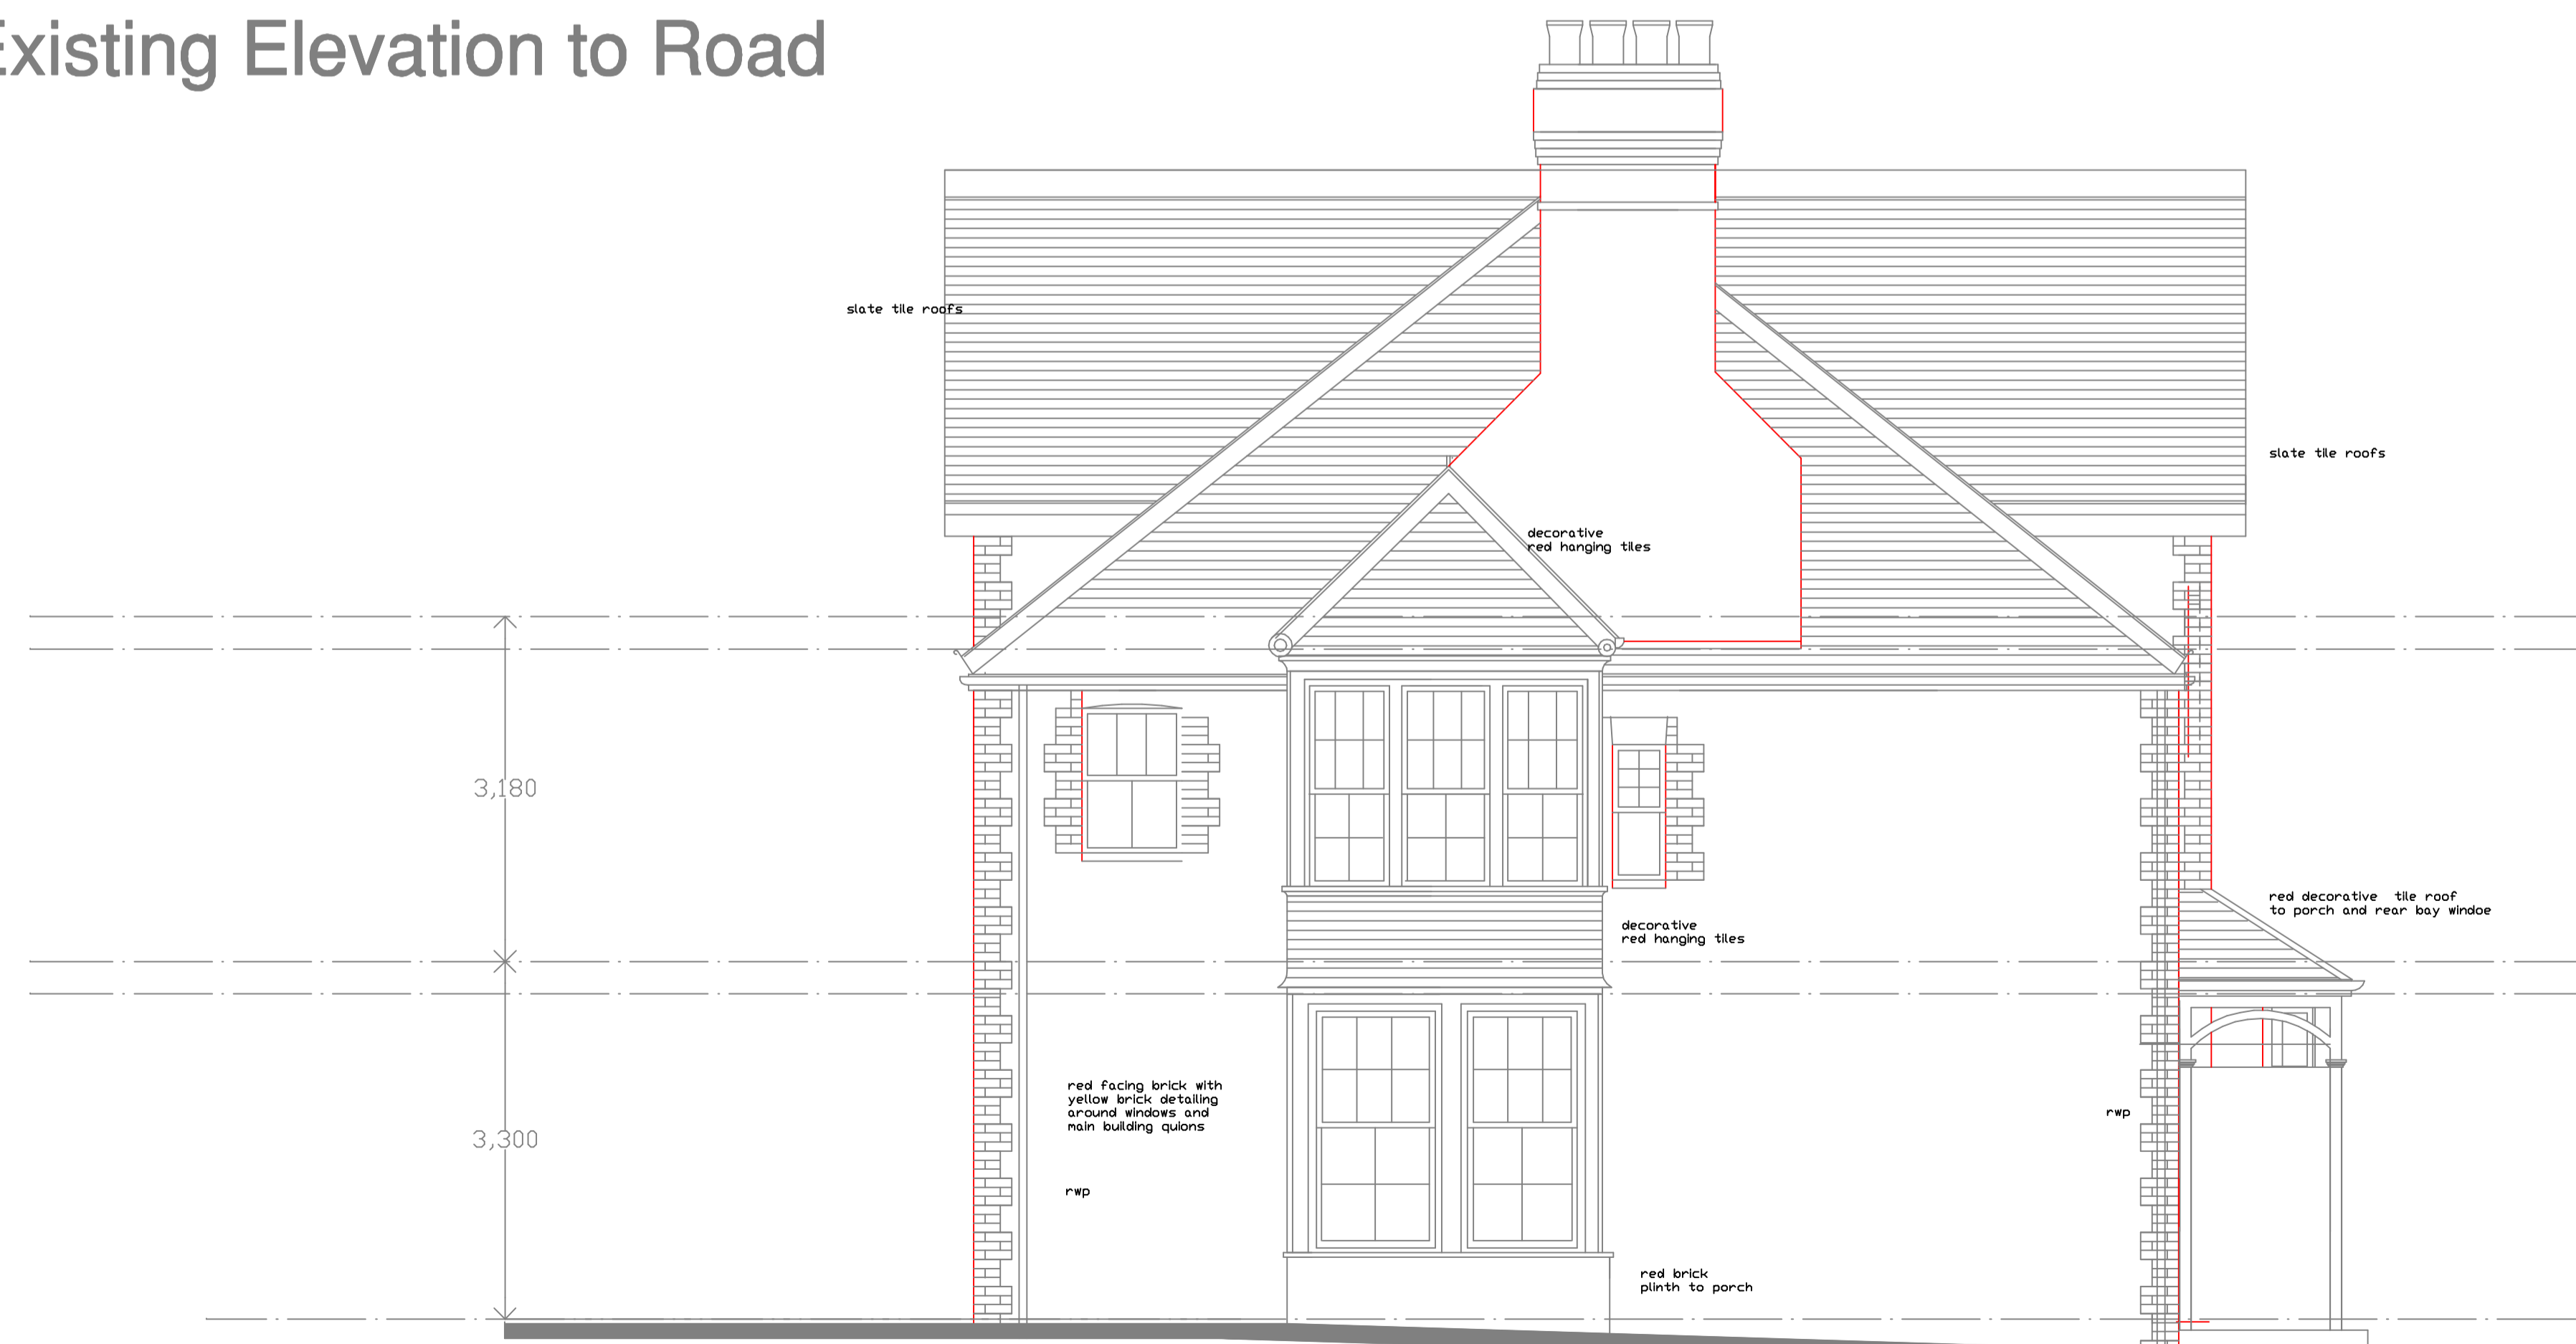 Existing Elevation to Road
slate tile roofs
slate tile roofs
decorative
red hanging tiles
3,180
red decorative tile roof
to porch and rear bay windoe
decorative
red hanging tiles
red facing brick with
yellow brick detailing
around windows and
main building quions
rwp
3,300
rwp
red brick
plinth to porch